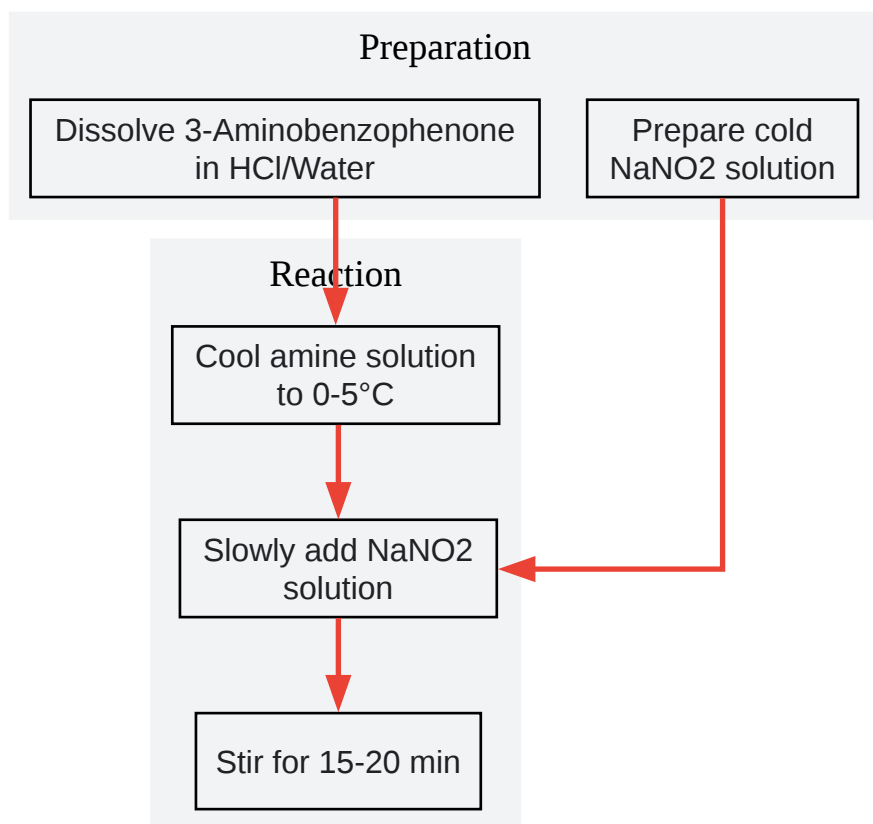 Preparation
Dissolve 3-Aminobenzophenone
in HCl/Water
Prepare cold
NaNO2 solution
Reaction
Cool amine solution
to 0-5°C
Slowly add NaNO2
solution
Stir for 15-20 min